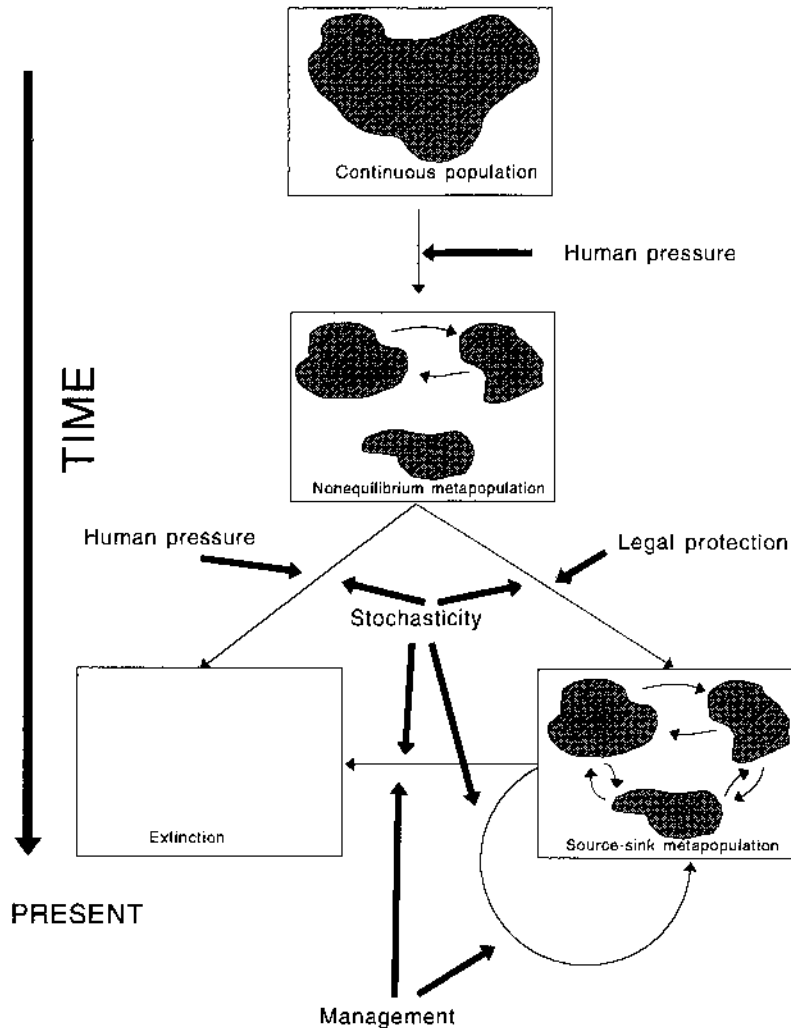 Continuous population
Human pressure
TIME
Nonequilibrium metapopulation
Human pressure
Legal protection
Stochasticity
Extinction
Source-sink metapopulation
PRESENT
Management